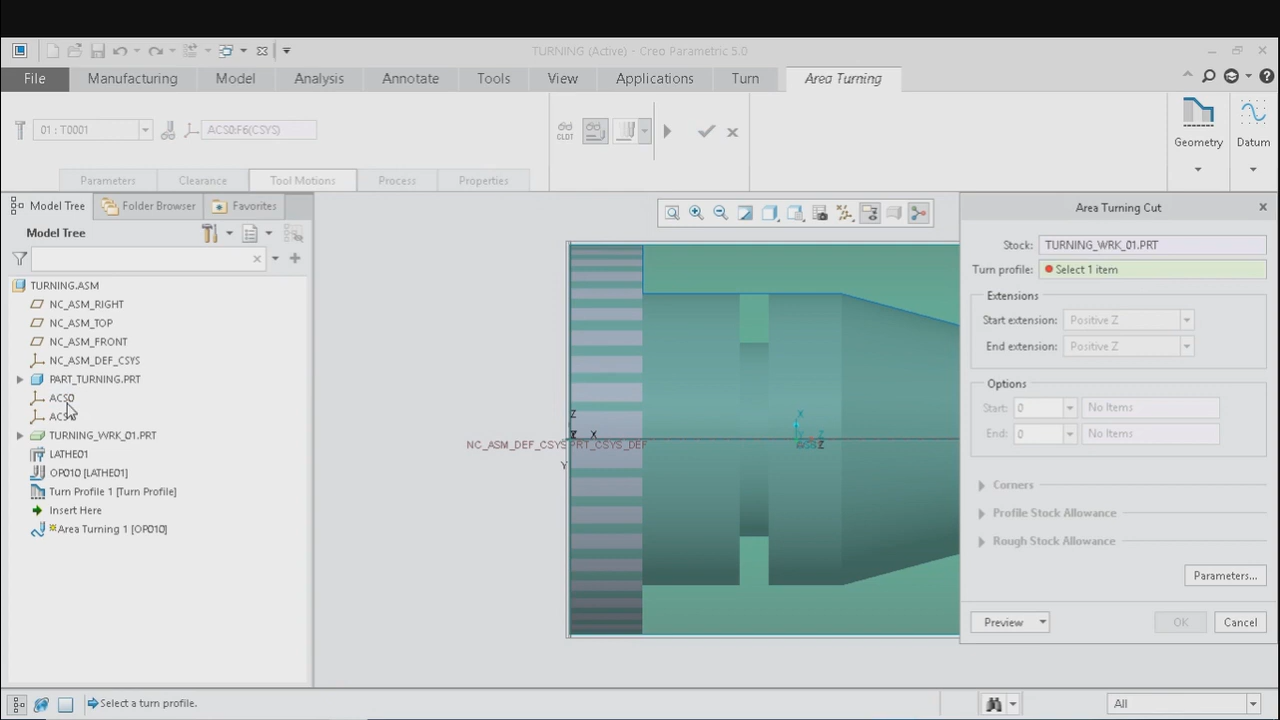 TURNING (Active) - Creo Parametric 5.0
File Manufacturing Model Analysis Annotate Tools View Applications Turn Area Turning
01 : T0001 ACS0:F6(CSYS)
CLDT
Geometry Datum
Parameters Clearance Tool Motions Process Properties
Model Tree Folder Browser Favorites
Model Tree
TURNING.ASM
NC_ASM_RIGHT
NC_ASM_TOP
NC_ASM_FRONT
NC_ASM_DEF_CSYS
PART_TURNING.PRT
ACS0
TURNING_WRK_01.PRT
LATHE01
OP010 [LATHE01]
Turn Profile 1 [Turn Profile]
Insert Here
Area Turning 1 [OP010]
Z
X
Z X
NC_ASM_DEF_CSYS PRT_CSYS_DEF
Z
Y
Area Turning Cut
Stock: TURNING_WRK_01.PRT
Turn profile: Select 1 item
Extensions
Start extension: Positive Z
End extension: Positive Z
Options
Start: 0 No Items
End: 0 No Items
Corners
Profile Stock Allowance
Rough Stock Allowance
Parameters...
Preview OK Cancel
Select a turn profile.
All